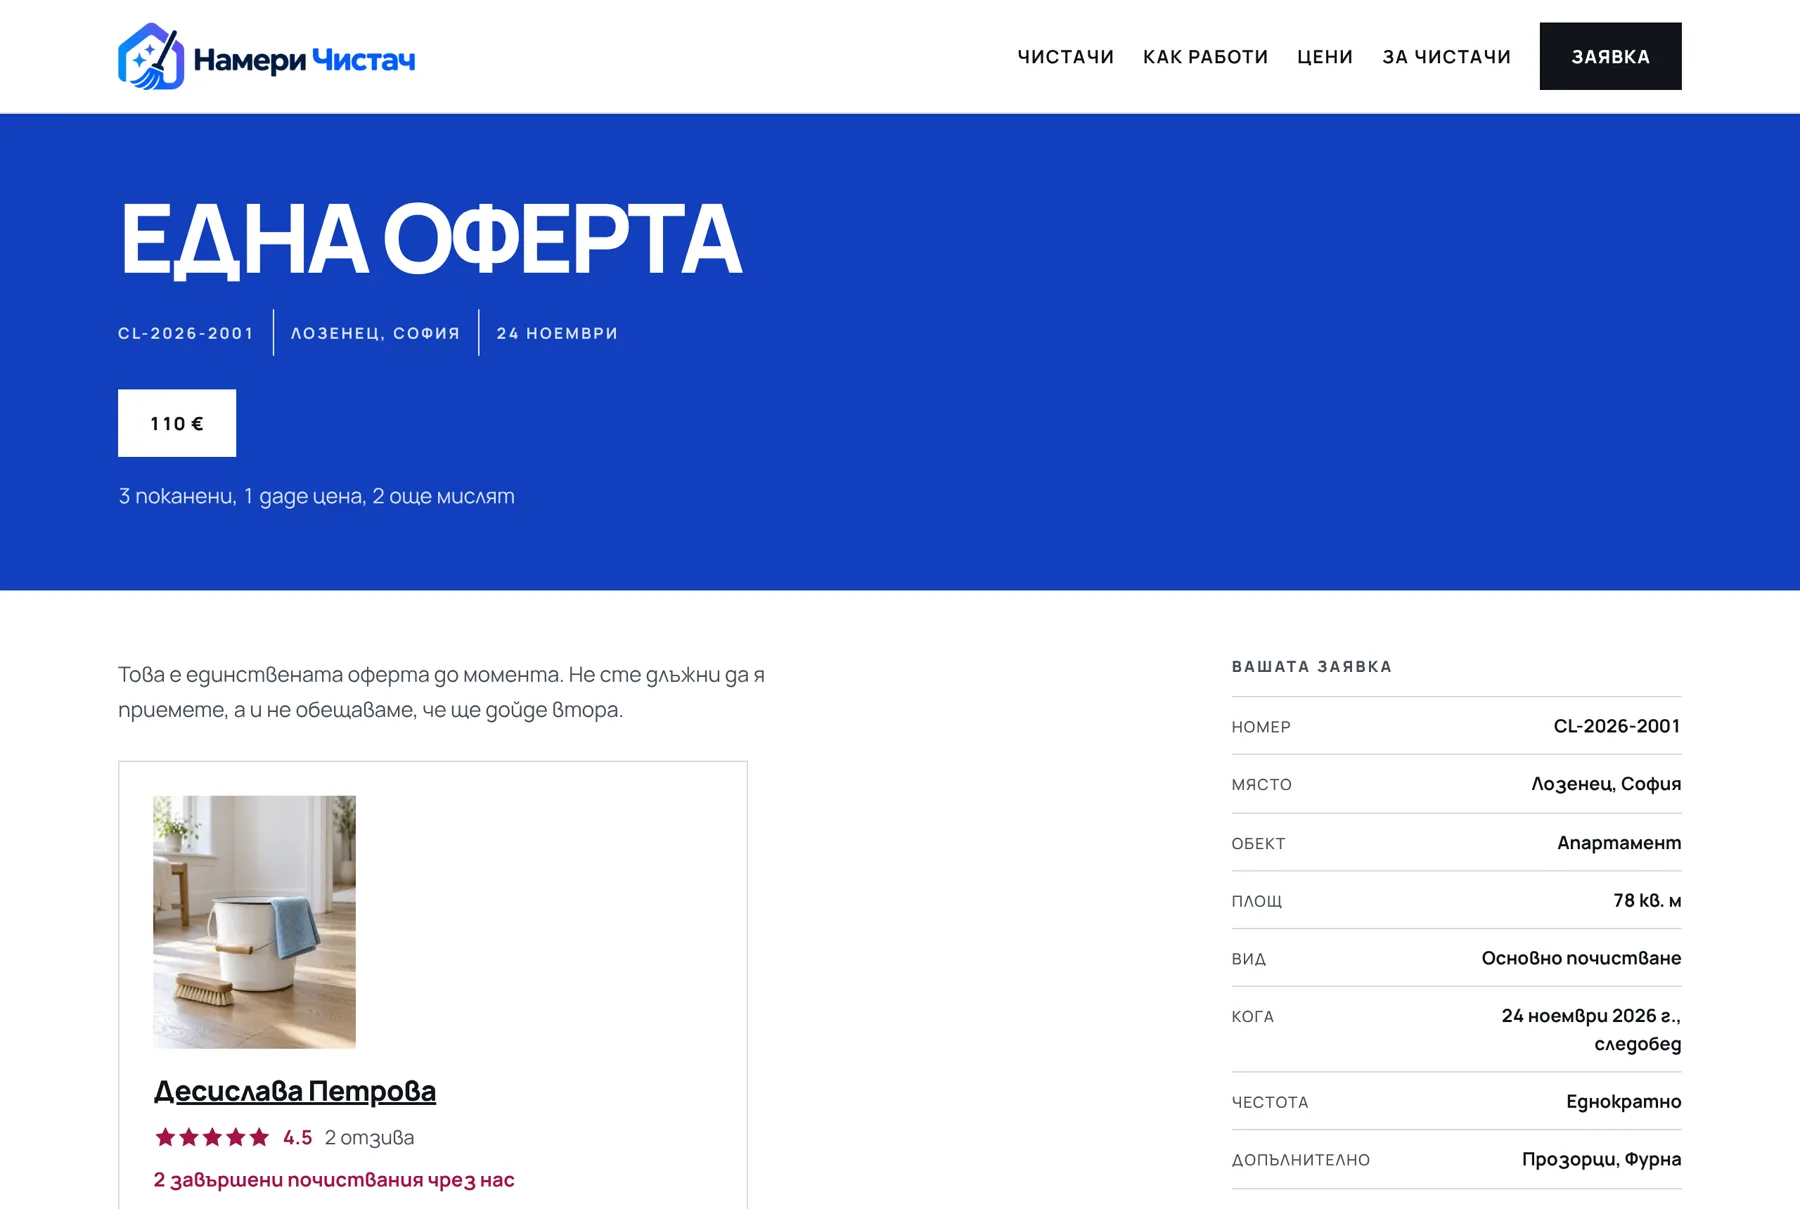 Намери Чистач
ЧИСТАЧИ
КАК РАБОТИ
ЦЕНИ
ЗА ЧИСТАЧИ
ЗАЯВКА
ЕДНА ОФЕРТА
CL-2026-2001
ЛОЗЕНЕЦ, СОФИЯ
24 НОЕМВРИ
110 €
3 поканени, 1 даде цена, 2 още мислят
Това е единствената оферта до момента. Не сте длъжни да я
приемете, а и не обещаваме, че ще дойде втора.
Десислава Петрова
4.5 2 отзива
2 завършени почиствания чрез нас
ВАШАТА ЗАЯВКА
НОМЕР CL-2026-2001
МЯСТО Лозенец, София
ОБЕКТ Апартамент
ПЛОЩ 78 кв. м
ВИД Основно почистване
КОГА 24 ноември 2026 г.,
следобед
ЧЕСТОТА Еднократно
ДОПЪЛНИТЕЛНО Прозорци, Фурна